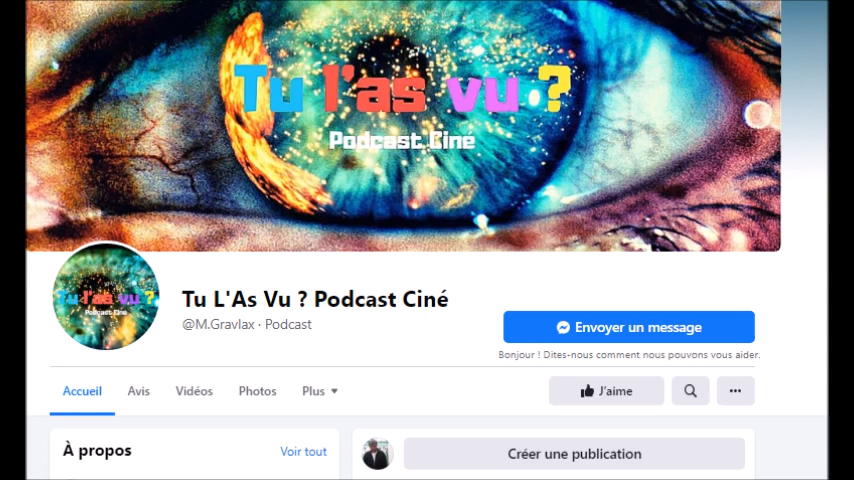 Tu l'as vu ?
Podcast Ciné
Tu l'as vu ?
Podcast Ciné
Tu L'As Vu ? Podcast Ciné
@M.Gravlax · Podcast
Envoyer un message
Bonjour ! Dites-nous comment nous pouvons vous aider.
Accueil Avis Vidéos Photos Plus
J'aime
À propos
Voir tout
Créer une publication